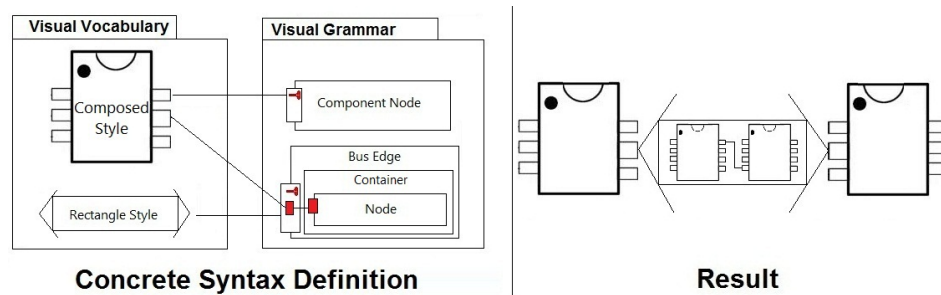 Visual Vocabulary
Composed
Style
Rectangle Style
Visual Grammar
Component Node
Bus Edge
Container
Node
Concrete Syntax Definition
Result